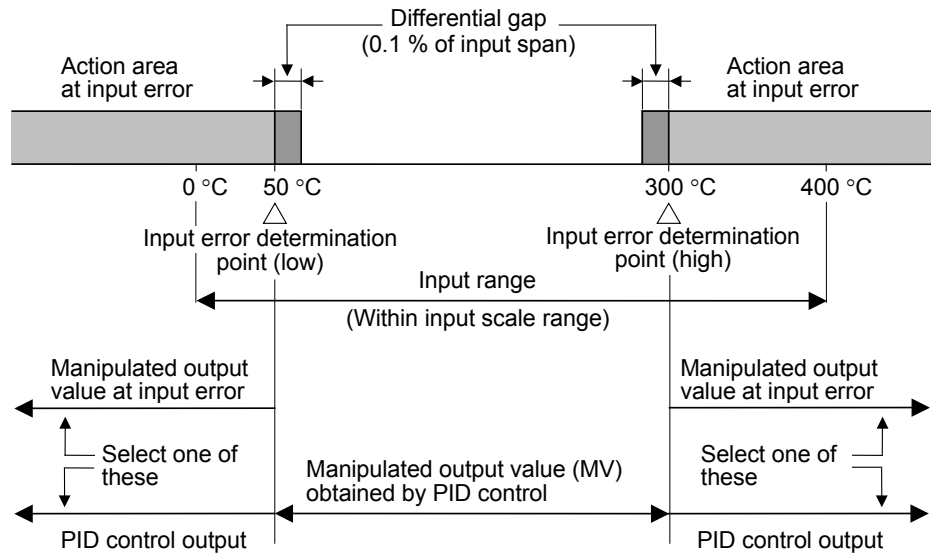 Differential gap
(0.1 % of input span)
Action area
at input error
Action area
at input error
0 °C
50 °C
300 °C
400 °C
Input error determination
point (low)
Input error determination
point (high)
Input range
(Within input scale range)
Manipulated output
value at input error
Manipulated output
value at input error
Select one of
these
Select one of
these
Manipulated output value (MV)
obtained by PID control
PID control output
PID control output